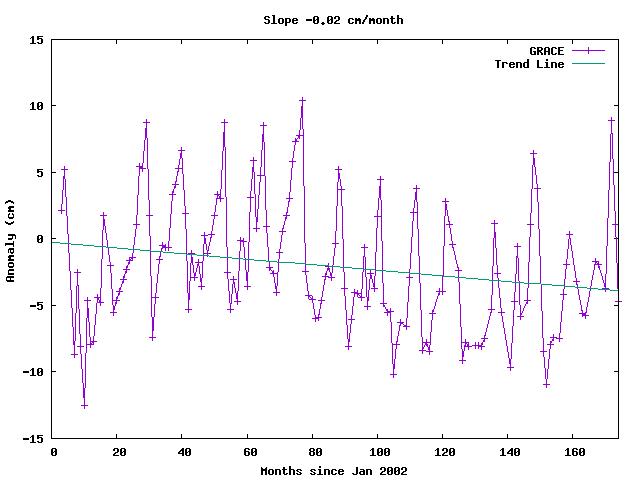 Slope -0.02 cm/month
GRACE
Trend Line
15
10
5
0
-5
-10
-15
Anomaly (cm)
0 20 40 60 80 100 120 140 160
Months since Jan 2002